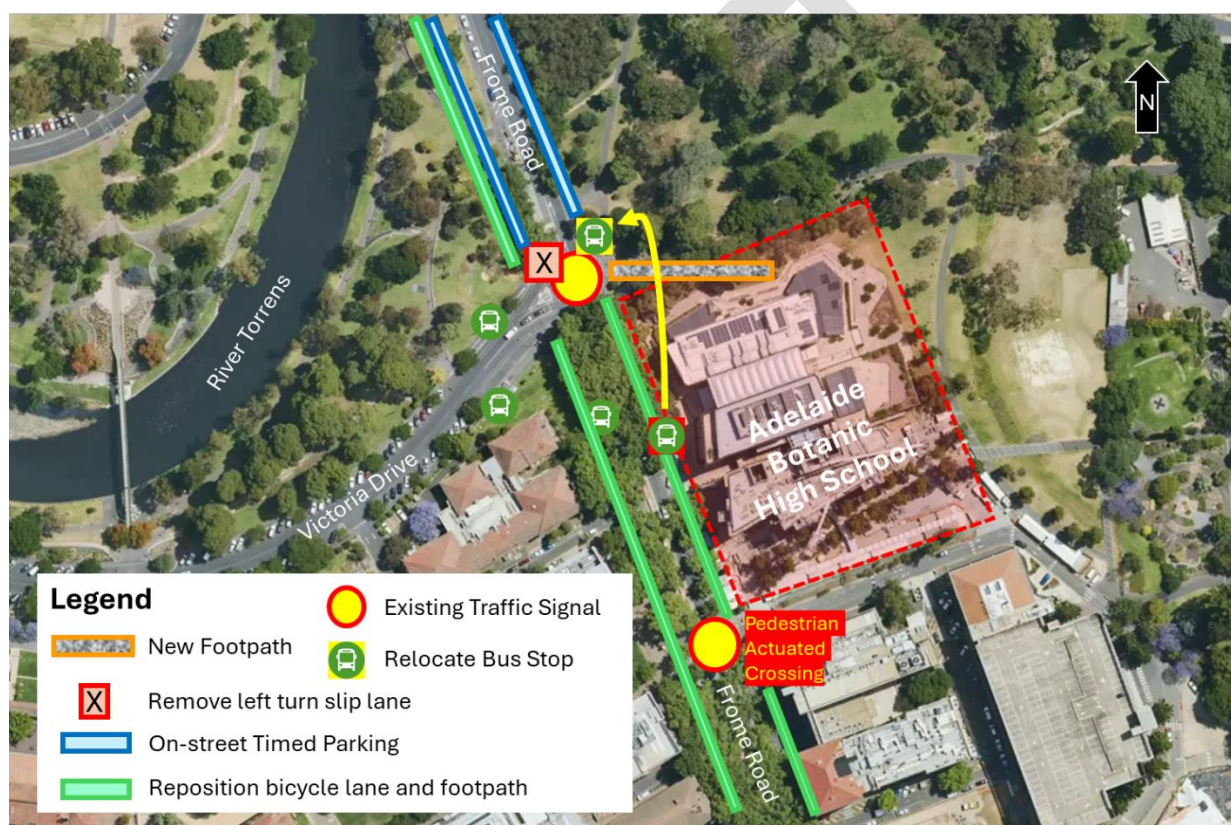 Frome Road
N
X
River Torrens
Adelaide
Botanic
High School
Victoria Drive
Legend
New Footpath
X
Remove left turn slip lane
On-street Timed Parking
Reposition bicycle lane and footpath
Existing Traffic Signal
Relocate Bus Stop
Pedestrian
Actuated
Crossing
Frome Road